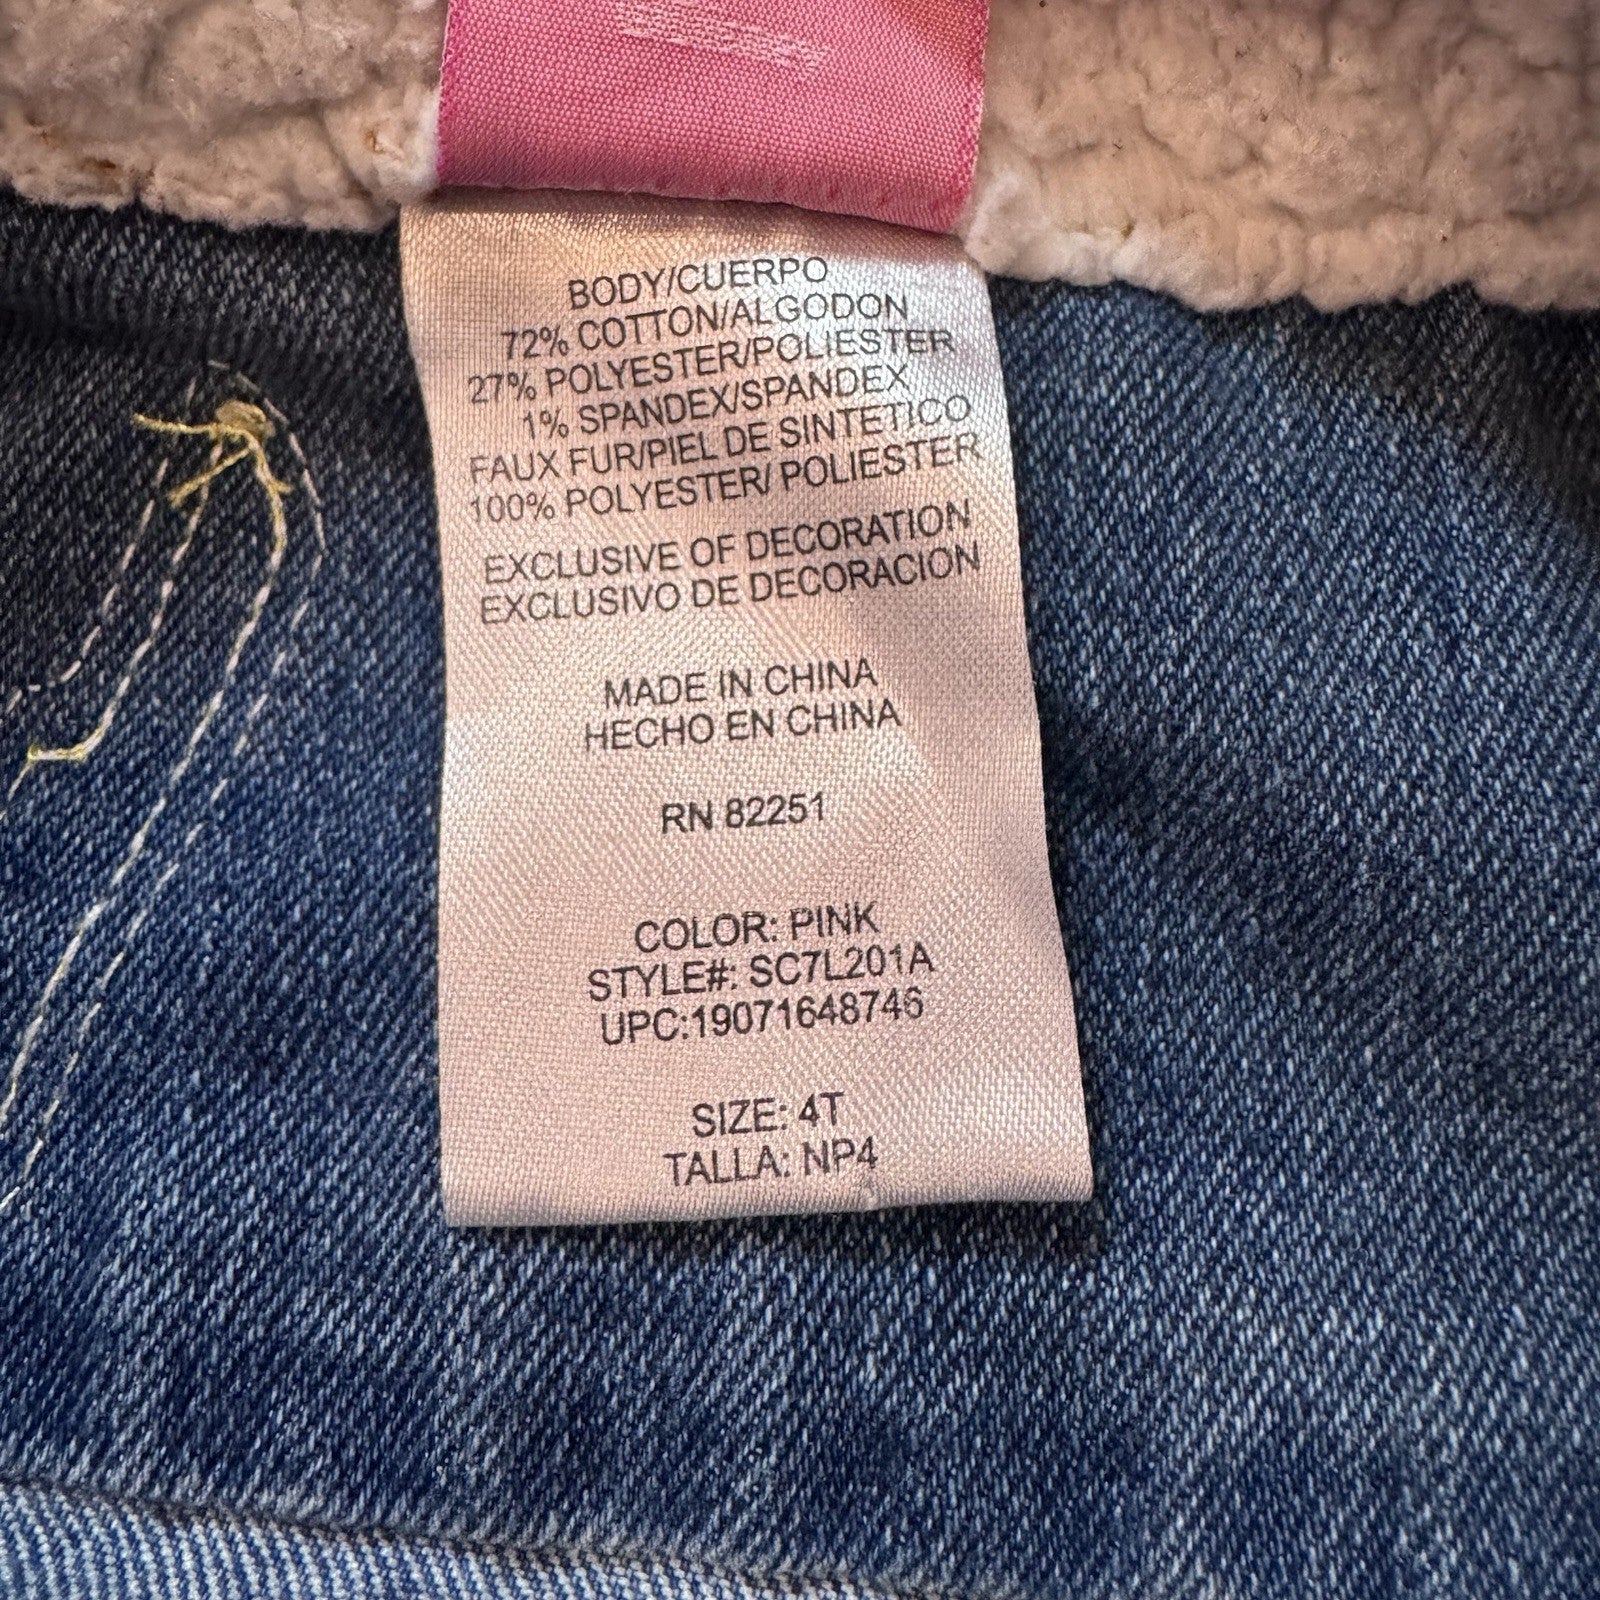 BODY/CUERPO
72% COTTON/ALGODON
27% POLYESTER/POLIESTER
1% SPANDEX/SPANDEX
FAUX FUR/PIEL DE SINTETICO
100% POLYESTER/ POLIESTER
EXCLUSIVE OF DECORATION
EXCLUSIVO DE DECORACION
MADE IN CHINA
HECHO EN CHINA
RN 82251
COLOR: PINK
STYLE#: SC7L201A
UPC:19071648746
SIZE: 4T
TALLA: NP4